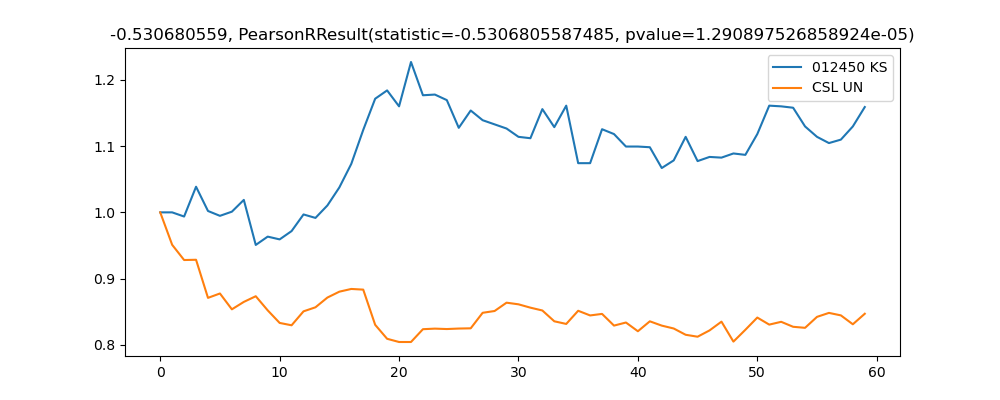 -0.530680559, PearsonRResult(statistic=-0.5306805587485, pvalue=1.290897526858924e-05)
012450 KS
CSL UN
1.2
1.1
1.0
0.9
0.8
0 10 20 30 40 50 60